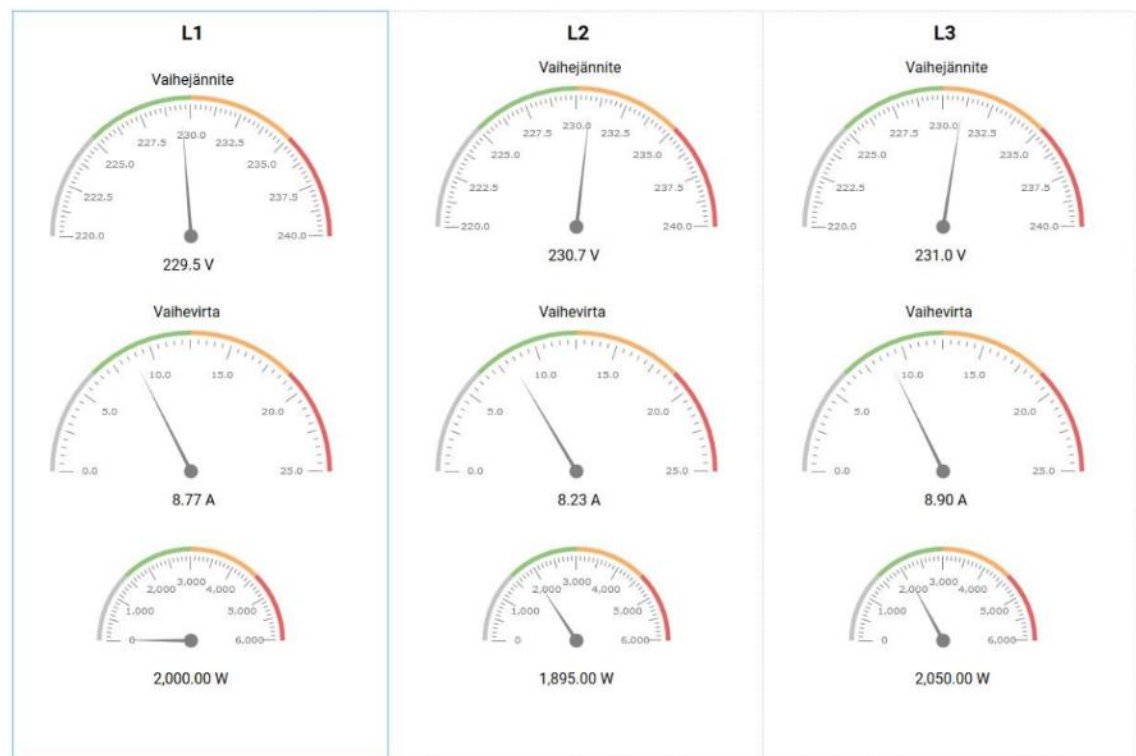 L1
Vaihejännite
220.0 222.5 225.0 227.5 230.0 232.5 235.0 237.5 240.0
229.5 V
Vaihevirta
0.0 5.0 10.0 15.0 20.0 25.0
8.77 A
0 1,000 2,000 3,000 4,000 5,000 6,000
2,000.00 W
L2
Vaihejännite
220.0 222.5 225.0 227.5 230.0 232.5 235.0 237.5 240.0
230.7 V
Vaihevirta
0.0 5.0 10.0 15.0 20.0 25.0
8.23 A
0 1,000 2,000 3,000 4,000 5,000 6,000
1,895.00 W
L3
Vaihejännite
220.0 222.5 225.0 227.5 230.0 232.5 235.0 237.5 240.0
231.0 V
Vaihevirta
0.0 5.0 10.0 15.0 20.0 25.0
8.90 A
0 1,000 2,000 3,000 4,000 5,000 6,000
2,050.00 W